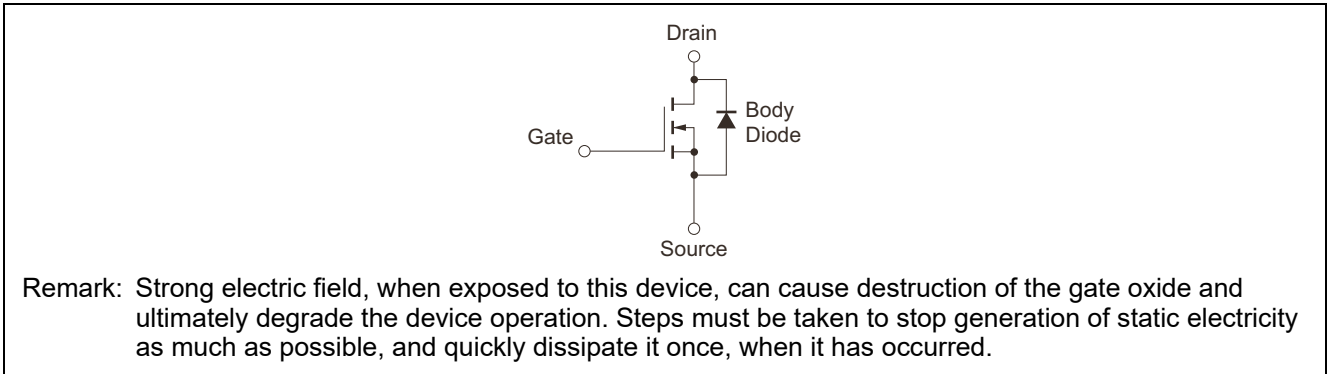 Drain
Body
Diode
Gate
Source
Remark: Strong electric field, when exposed to this device, can cause destruction of the gate oxide and
ultimately degrade the device operation. Steps must be taken to stop generation of static electricity
as much as possible, and quickly dissipate it once, when it has occurred.